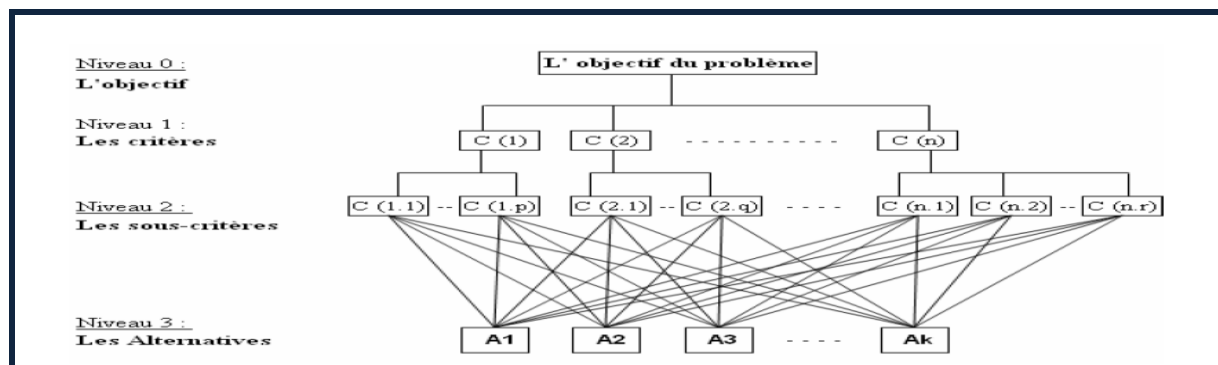 Niveau 0 :
L'objectif
L' objectif du problème
Niveau 1 :
Les critères
C (1) C (2) - - - - - - - - - - C (n)
Niveau 2 :
Les sous-critères
C (1.1) -- C (1.p) C (2.1) -- C (2.q) - - - - C (n.1) C (n.2) -- C (n.r)
Niveau 3 :
Les Alternatives
A1 A2 A3 - - - - Ak